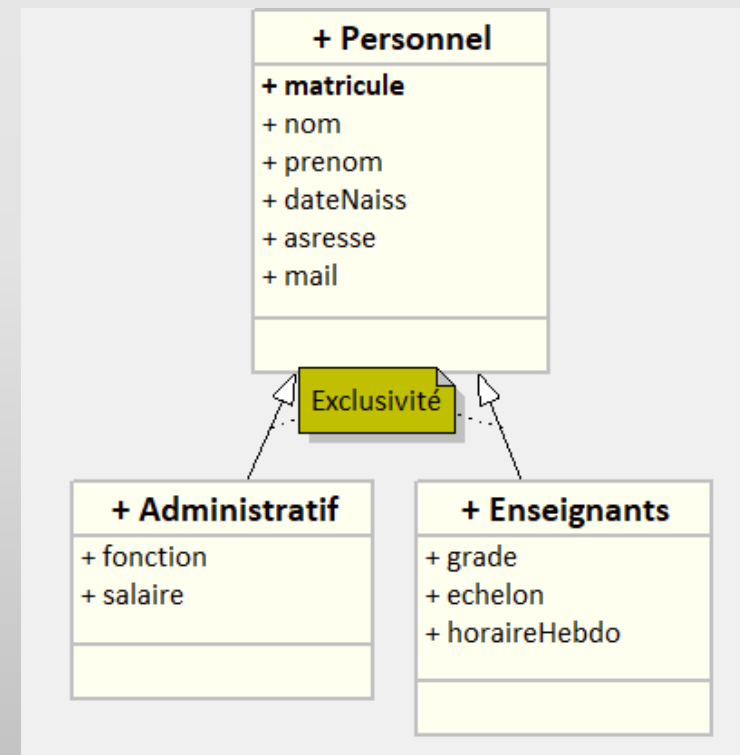 + Personnel
+ matricule
+ nom
+ prenom
+ dateNaiss
+ asresse
+ mail
Exclusivité
+ Administratif
+ fonction
+ salaire
+ Enseignants
+ grade
+ echelon
+ horaireHebdo